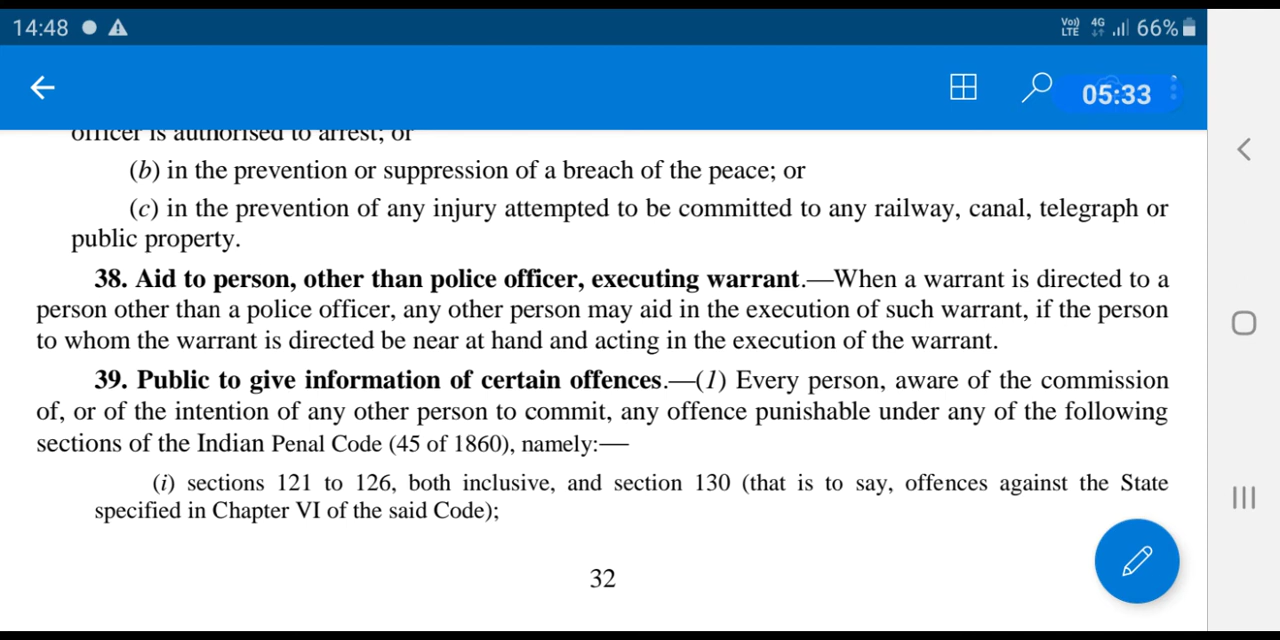 14:48
Vo)) LTE 4G 66%
05:33
officer is authorised to arrest; or
(b) in the prevention or suppression of a breach of the peace; or
(c) in the prevention of any injury attempted to be committed to any railway, canal, telegraph or
public property.
38. Aid to person, other than police officer, executing warrant.—When a warrant is directed to a
person other than a police officer, any other person may aid in the execution of such warrant, if the person
to whom the warrant is directed be near at hand and acting in the execution of the warrant.
39. Public to give information of certain offences.—(1) Every person, aware of the commission
of, or of the intention of any other person to commit, any offence punishable under any of the following
sections of the Indian Penal Code (45 of 1860), namely:—
(i) sections 121 to 126, both inclusive, and section 130 (that is to say, offences against the State
specified in Chapter VI of the said Code);
32